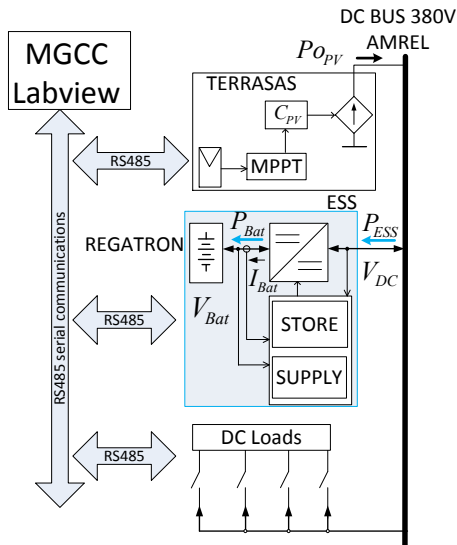 DC BUS 380V
AMREL
MGCC
Labview
Po_PV
TERRASAS
C_PV
MPPT
RS485
ESS
REGATRON
P_Bat
P_ESS
I_Bat
V_DC
V_Bat
STORE
SUPPLY
RS485
RS485 serial communications
DC Loads
RS485